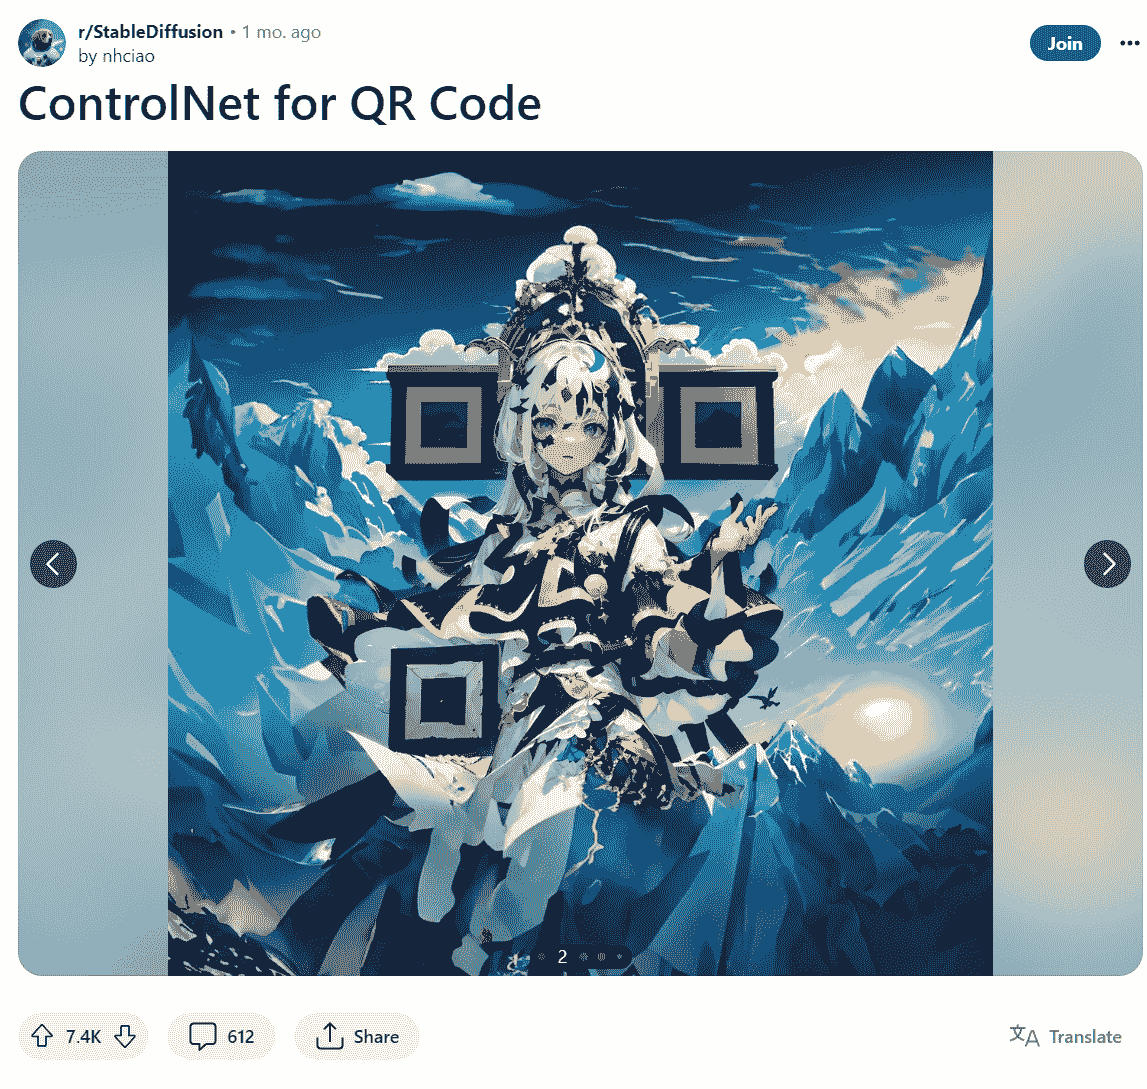 r/StableDiffusion • 1 mo. ago
by nhciao
Join
ControlNet for QR Code
2
7.4K
612
Share
Translate